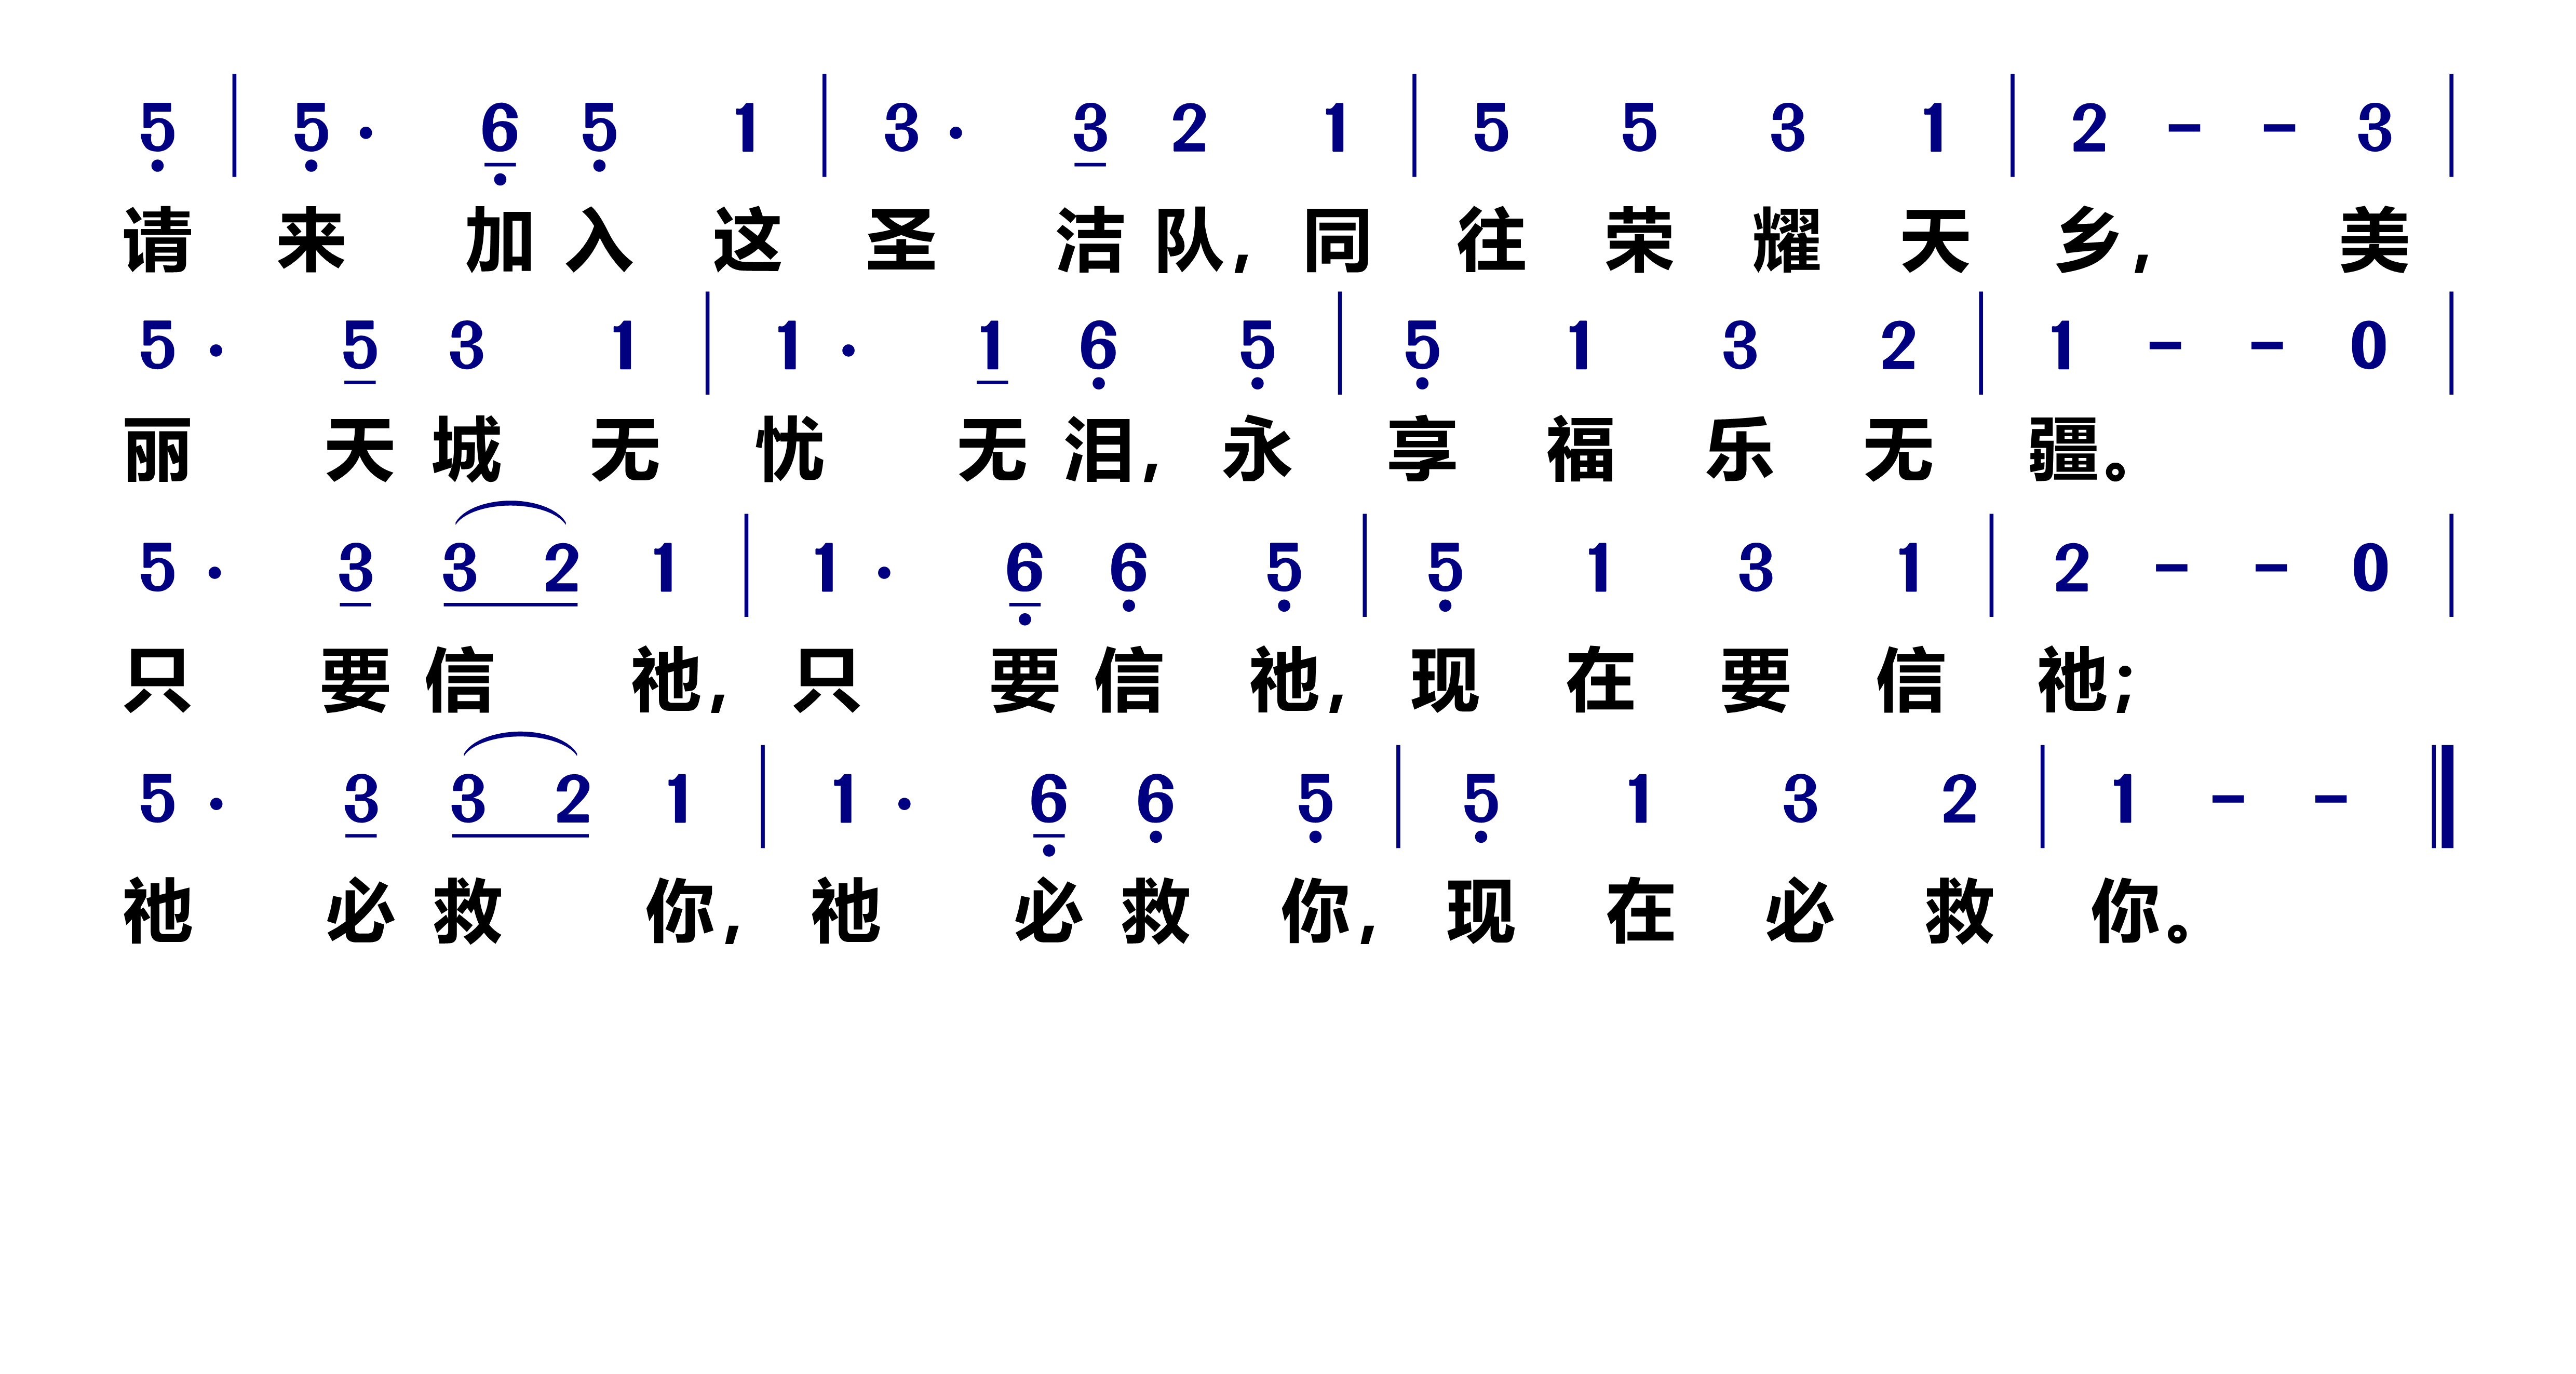 5 | 5 · 6 5 1 | 3 · 3 2 1 | 5 5 3 1 | 2 - - 3 |
请来加入这圣洁队,同往荣耀天乡,美
5 · 5 3 1 | 1 · 1 6 5 | 5 1 3 2 | 1 - - 0 |
丽天城无忧无泪,永享福乐无疆。
5 · 3 3 2 1 | 1 · 6 6 5 | 5 1 3 1 | 2 - - 0 |
只要信祂,只要信祂,现在要信祂;
5 · 3 3 2 1 | 1 · 6 6 5 | 5 1 3 2 | 1 - - ‖
祂必救你,祂必救你,现在必救你。